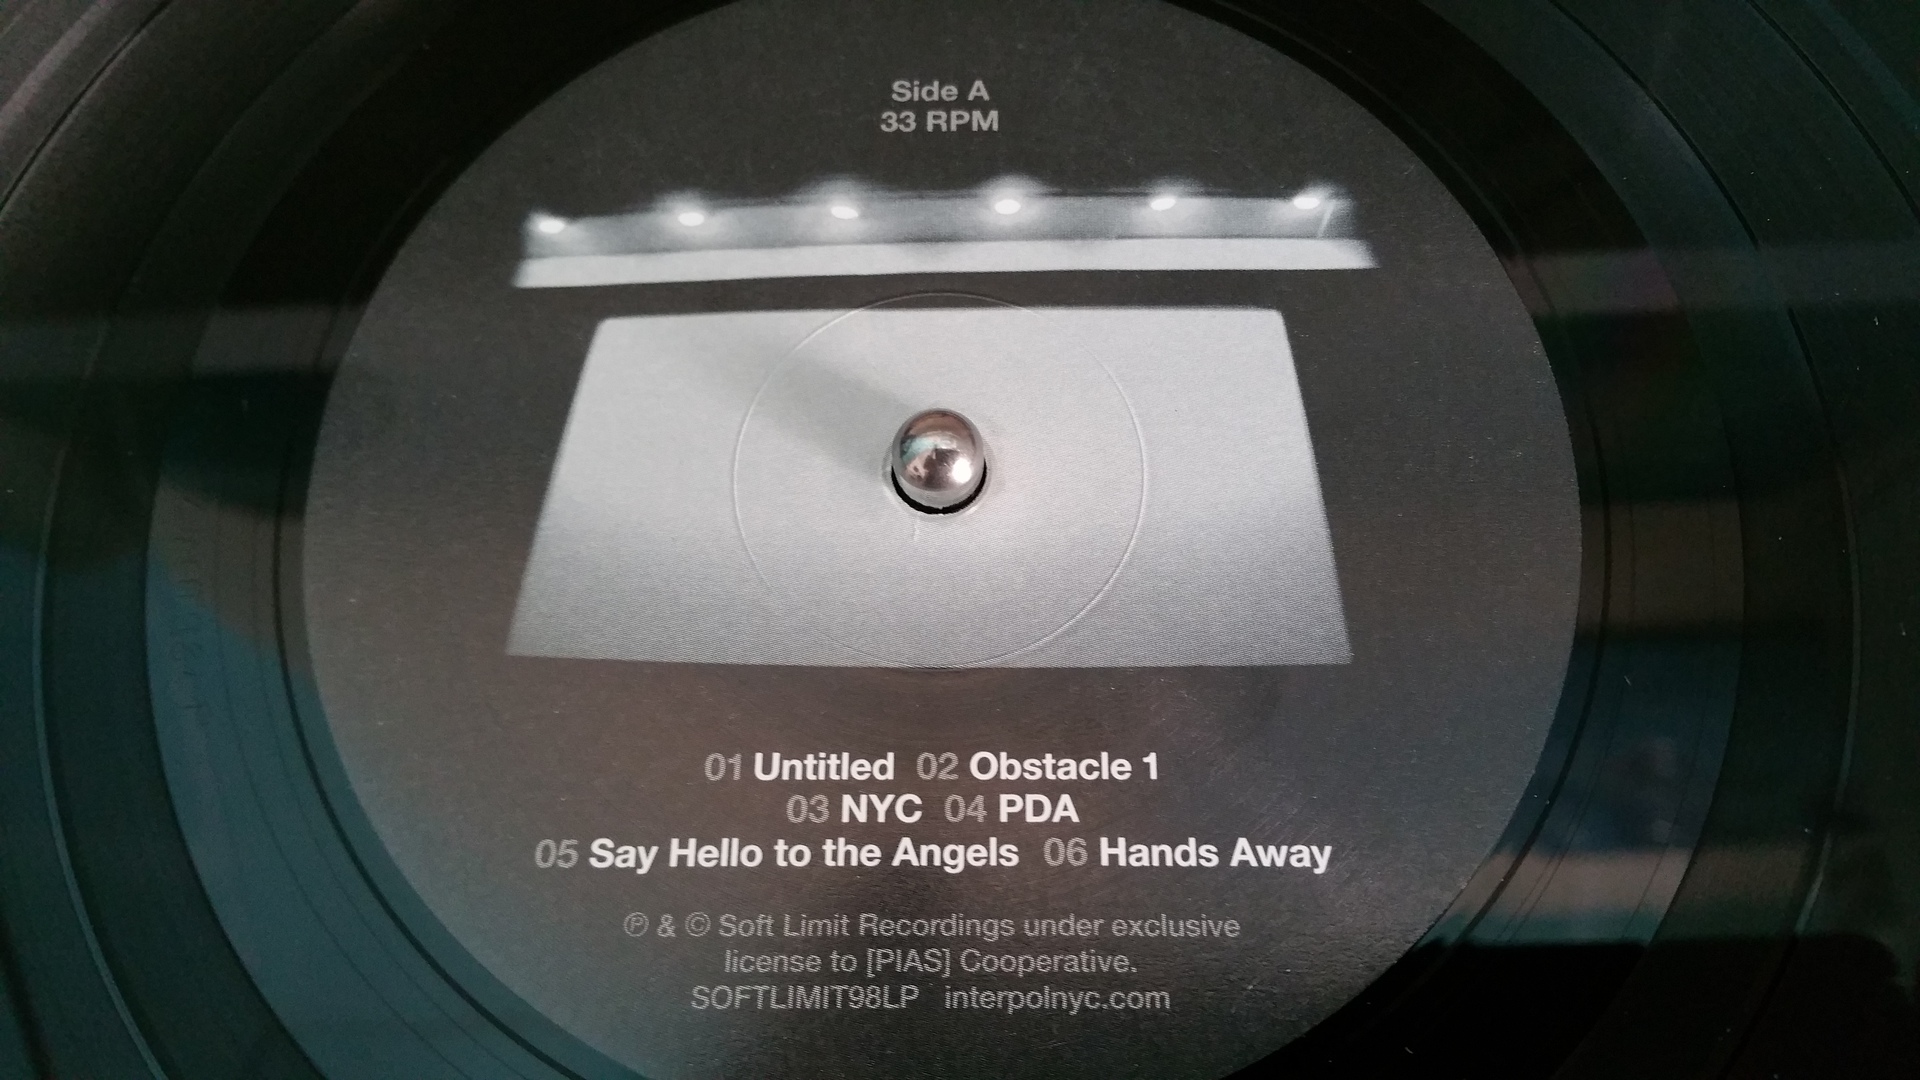 Side A
33 RPM
01 Untitled 02 Obstacle 1
03 NYC 04 PDA
05 Say Hello to the Angels 06 Hands Away
℗ & © Soft Limit Recordings under exclusive
license to [PIAS] Cooperative.
SOFTLIMIT98LP interpolnyc.com